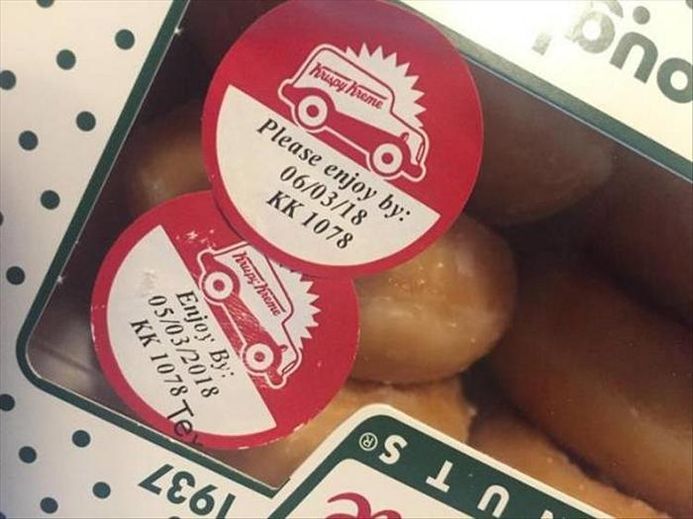 Krispy Kreme
Please enjoy by:
06/03/18
KK 1078
Krispy Kreme
Enjoy By:
05/03/2018
KK 1078
1937
NUTS®